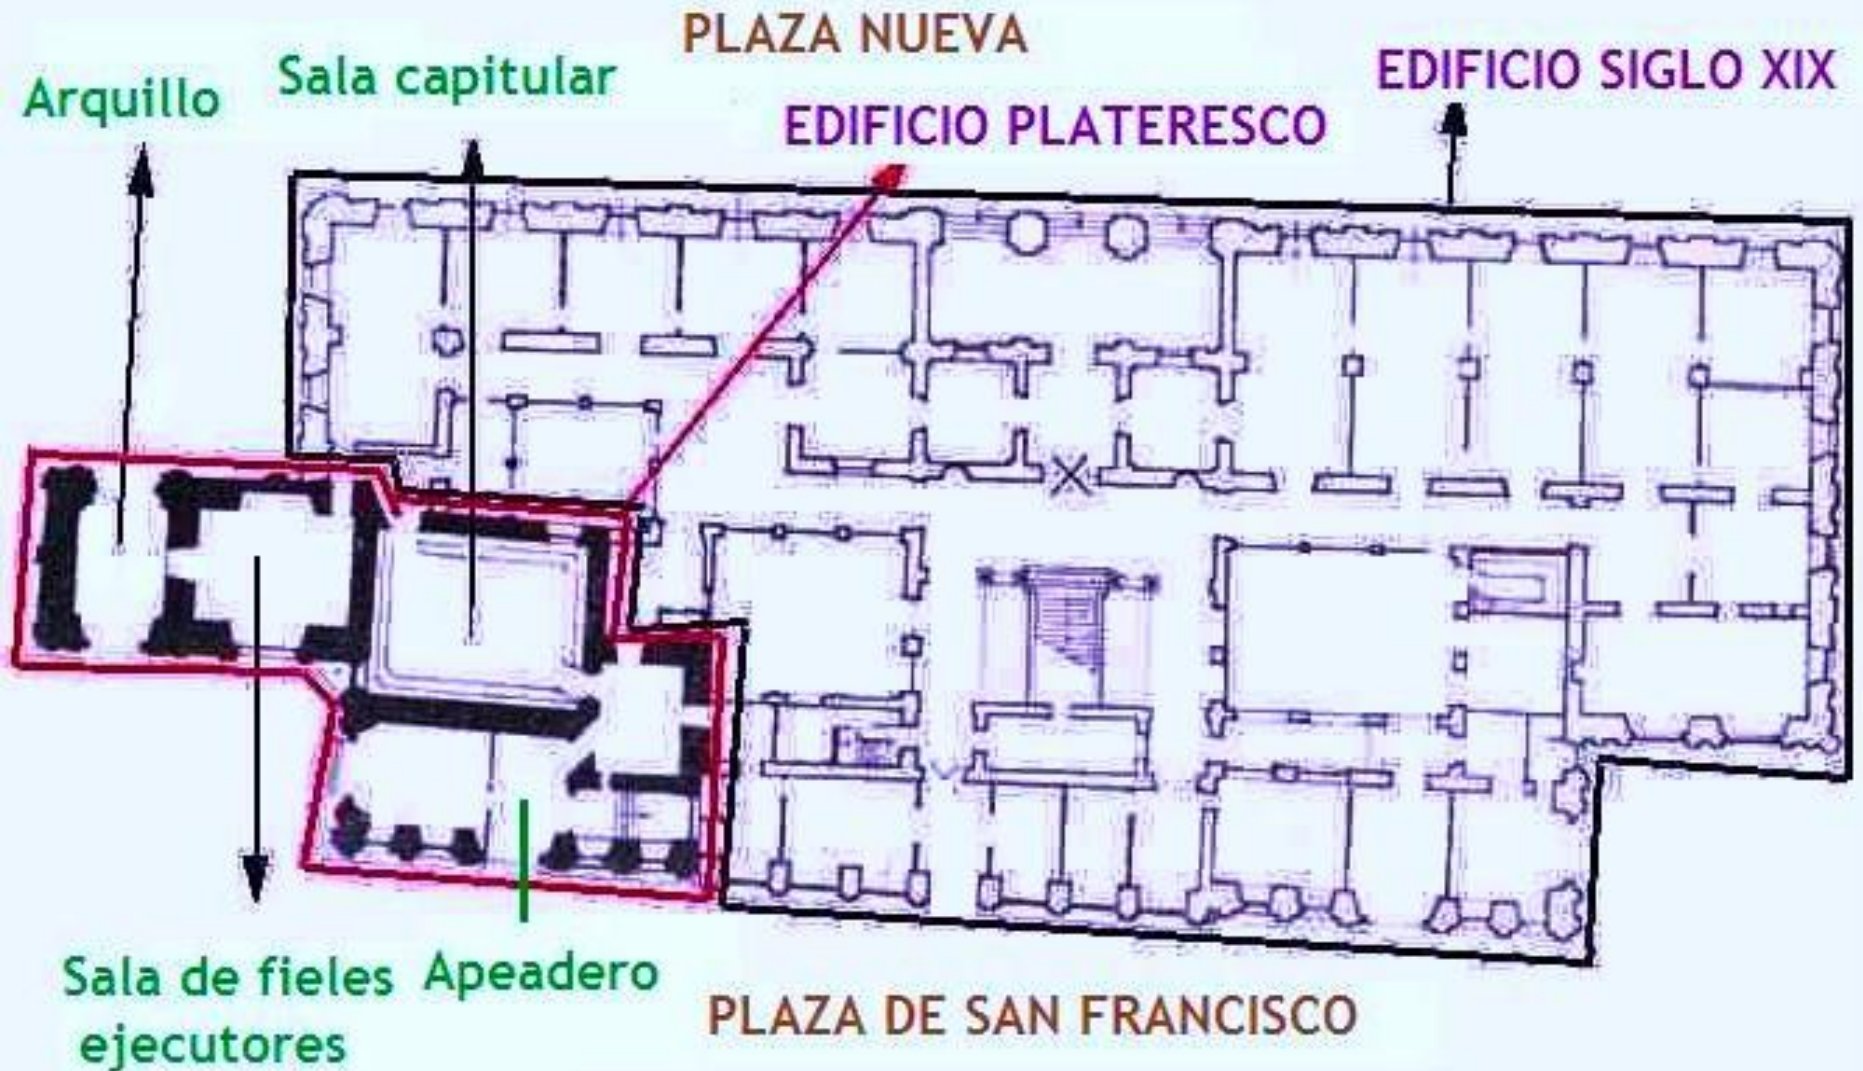 PLAZA NUEVA
Arquillo
Sala capitular
EDIFICIO SIGLO XIX
EDIFICIO PLATERESCO
Sala de fieles
ejecutores
Apeadero
PLAZA DE SAN FRANCISCO